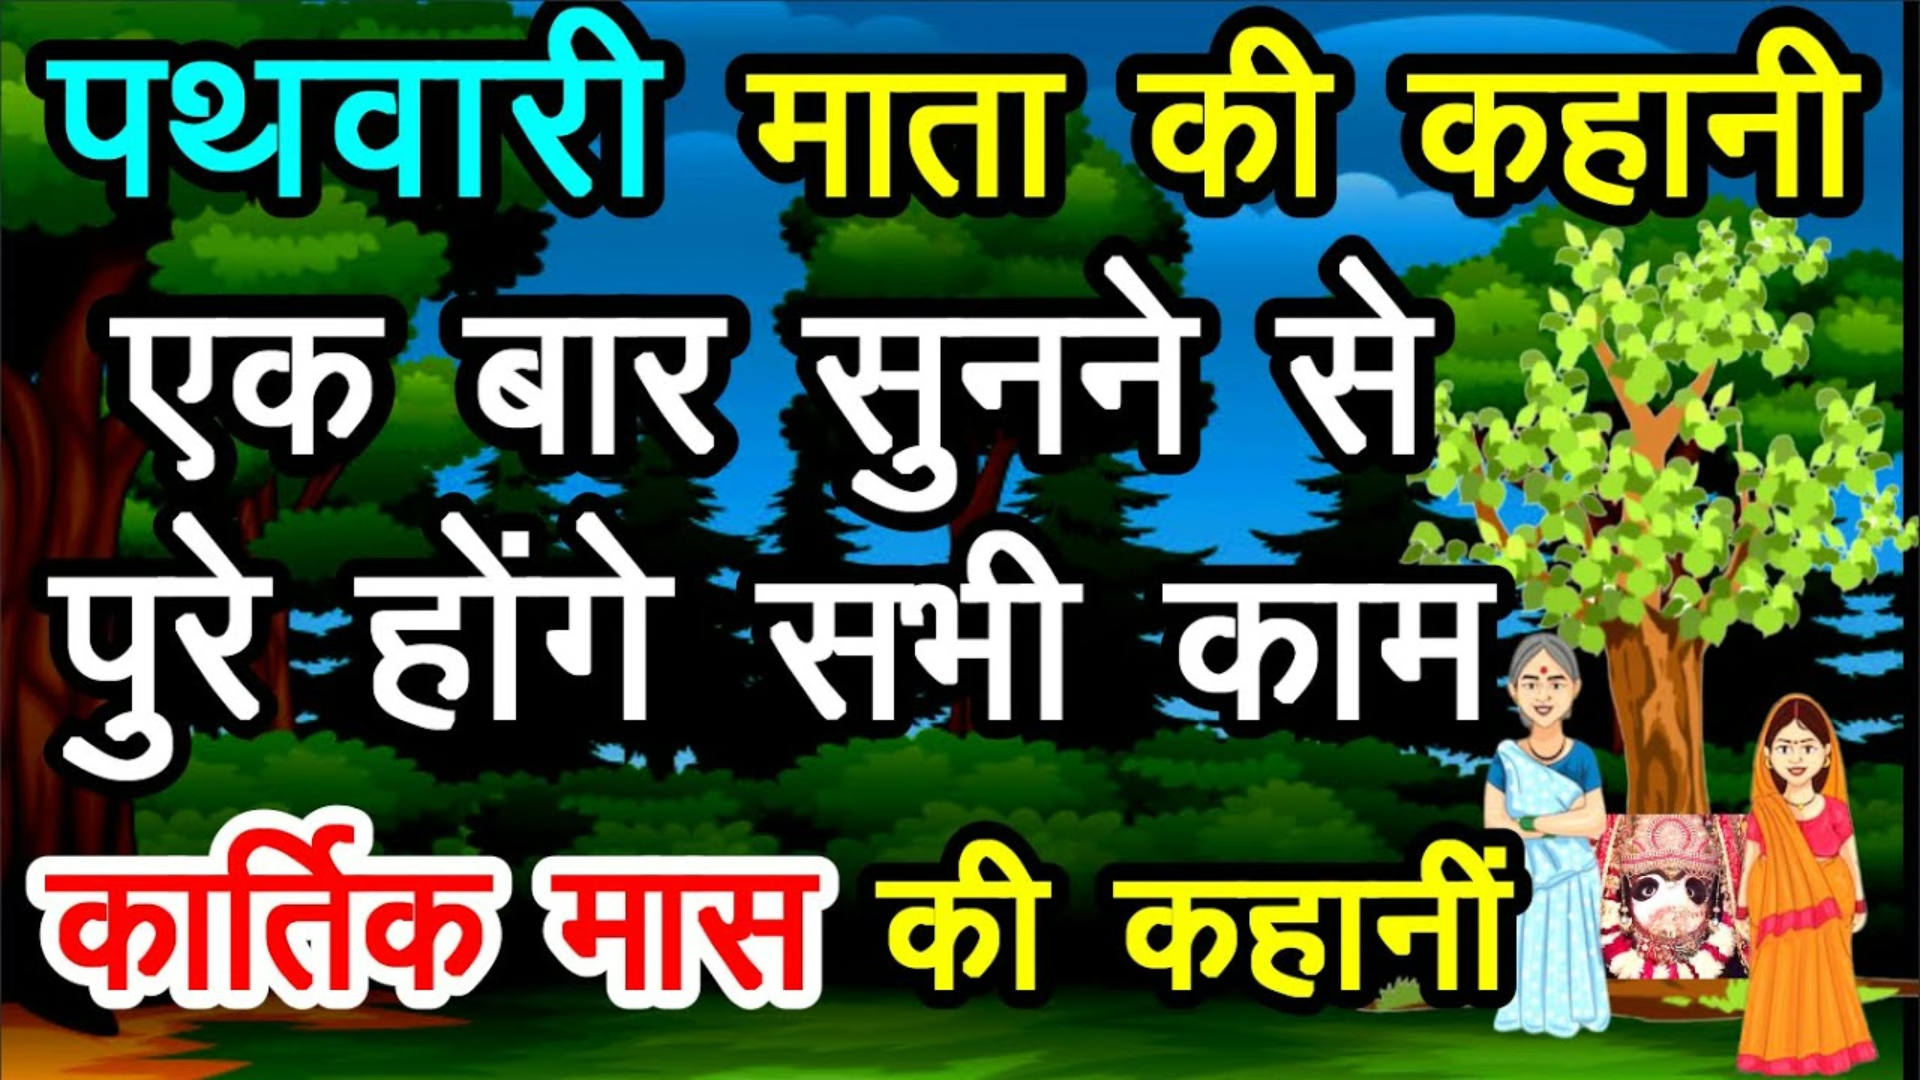 पथवारी माता की कहानी
एक बार सुनने से
पुरे होंगे सभी काम
कार्तिक मास की कहानीं